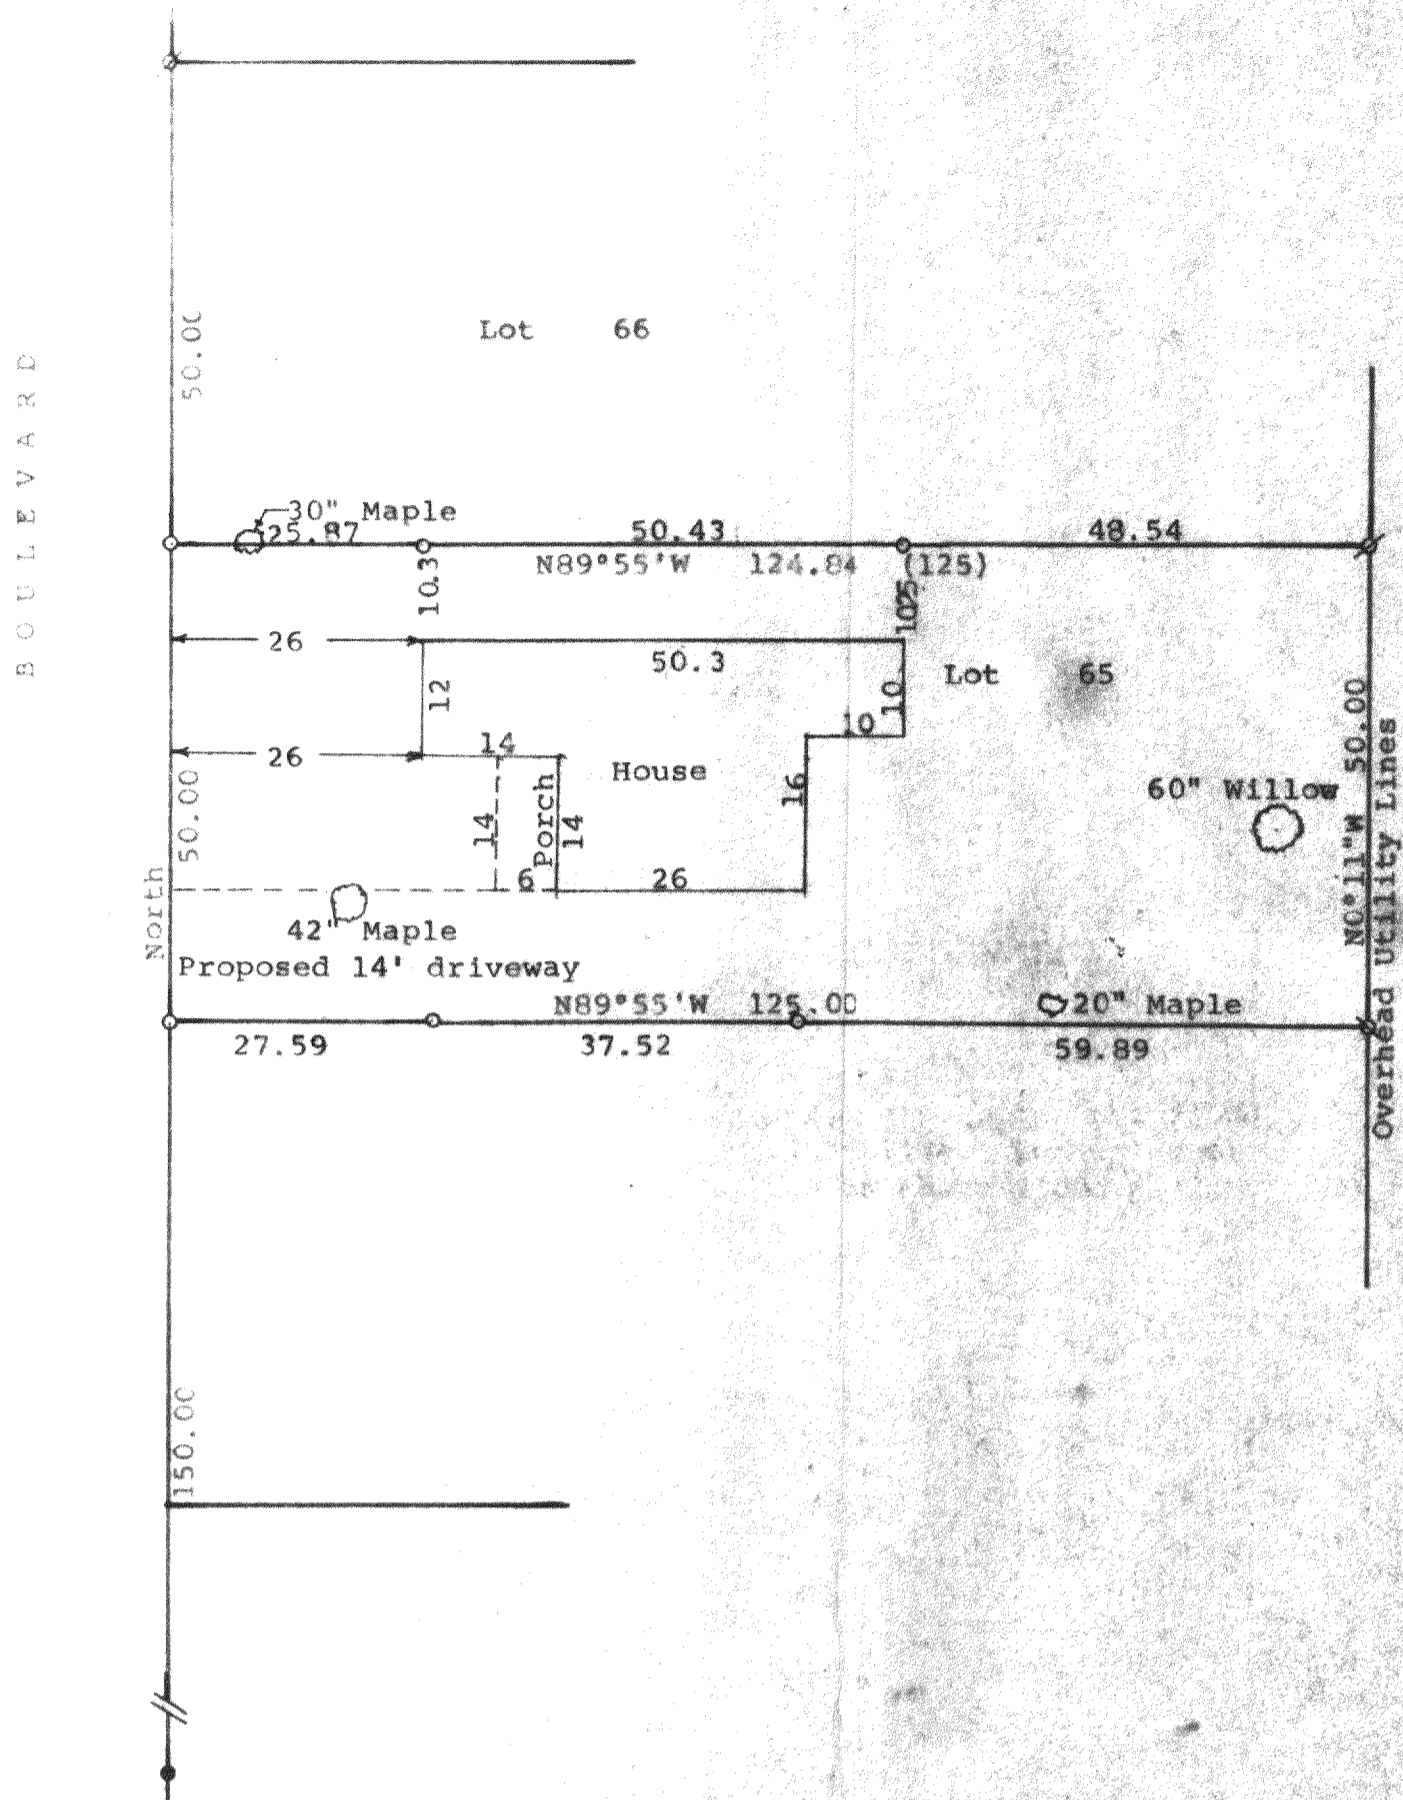 BOULEVARD
50.00
Lot 66
30" Maple
25.87
50.43
48.54
N89°55'W 124.84 (125)
10.3
26
50.3
Lot 65
12
10
10
26
14
House
16
50.00
14
Porch
14
60" Willow
N0°11"W 50.00
Overhead Utility Lines
6
26
North
42" Maple
Proposed 14' driveway
N89°55'W 125.00
20" Maple
27.59
37.52
59.89
150.00